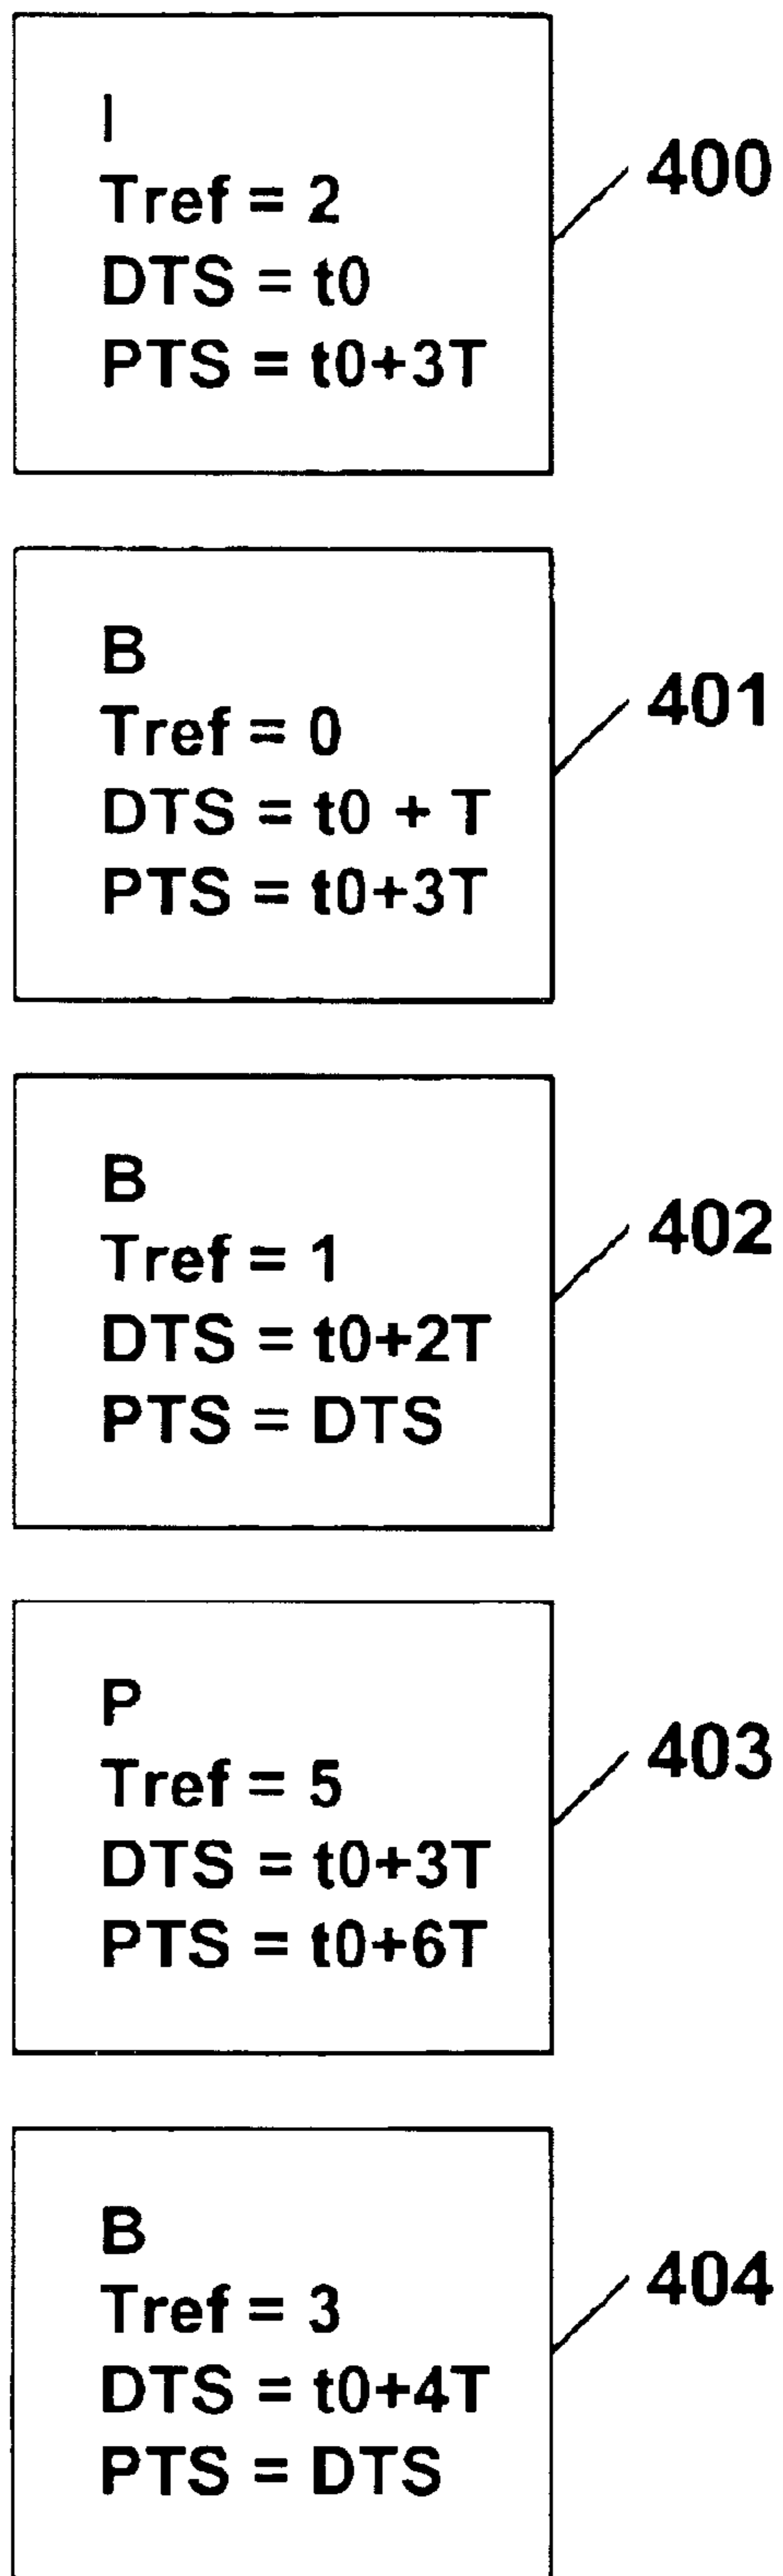 I
Tref = 2
DTS = t0
PTS = t0+3T
400
B
Tref = 0
DTS = t0 + T
PTS = t0+3T
401
B
Tref = 1
DTS = t0+2T
PTS = DTS
402
P
Tref = 5
DTS = t0+3T
PTS = t0+6T
403
B
Tref = 3
DTS = t0+4T
PTS = DTS
404